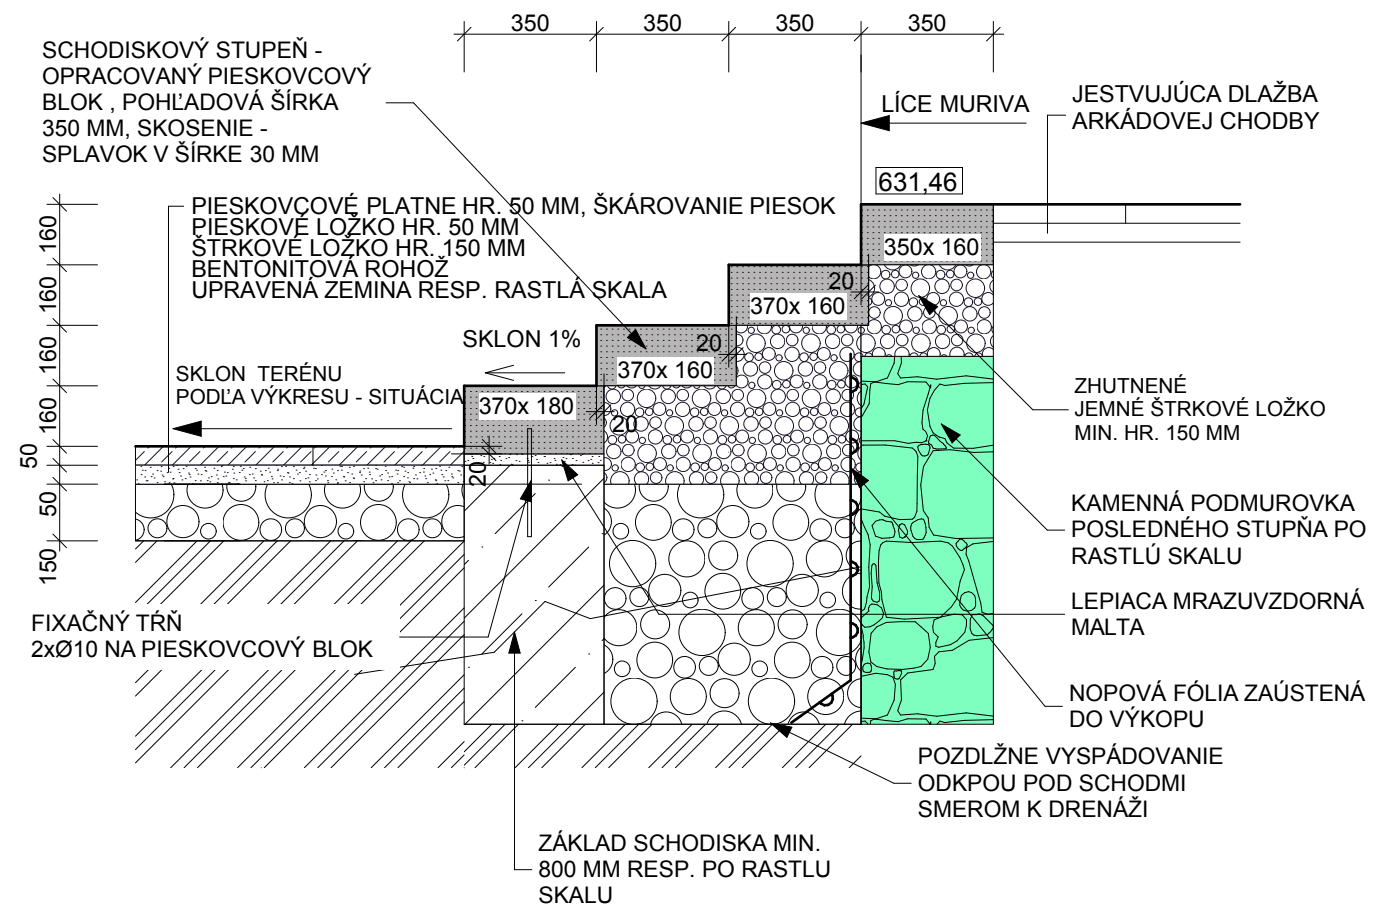 350
350
350
350
SCHODISKOVÝ STUPEŇ -
OPRACOVANÝ PIESKOVCOVÝ
BLOK , POHĽADOVÁ ŠÍRKA
350 MM, SKOSENIE -
SPLAVOK V ŠÍRKE 30 MM
LÍCE MURIVA
JESTVUJÚCA DLAŽBA
ARKÁDOVEJ CHODBY
631,46
PIESKOVCOVÉ PLATNE HR. 50 MM, ŠKÁROVANIE PIESOK
PIESKOVÉ LOŽKO HR. 50 MM
ŠTRKOVÉ LOŽKO HR. 150 MM
BENTONITOVÁ ROHOŽ
UPRAVENÁ ZEMINA RESP. RASTLÁ SKALA
160
160
160
160
50
50
150
350x 160
20
370x 160
20
370x 160
SKLON 1%
SKLON TERÉNU
PODĽA VÝKRESU - SITUÁCIA
370x 180
20
20
ZHUTNENÉ
JEMNÉ ŠTRKOVÉ LOŽKO
MIN. HR. 150 MM
KAMENNÁ PODMUROVKA
POSLEDNÉHO STUPŇA PO
RASTLÚ SKALU
LEPIACA MRAZUVZDORNÁ
MALTA
FIXAČNÝ TŔŇ
2xØ10 NA PIESKOVCOVÝ BLOK
NOPOVÁ FÓLIA ZAÚSTENÁ
DO VÝKOPU
POZDLŽNE VYSPÁDOVANIE
ODKPOU POD SCHODMI
SMEROM K DRENÁŽI
ZÁKLAD SCHODISKA MIN.
800 MM RESP. PO RASTLU
SKALU